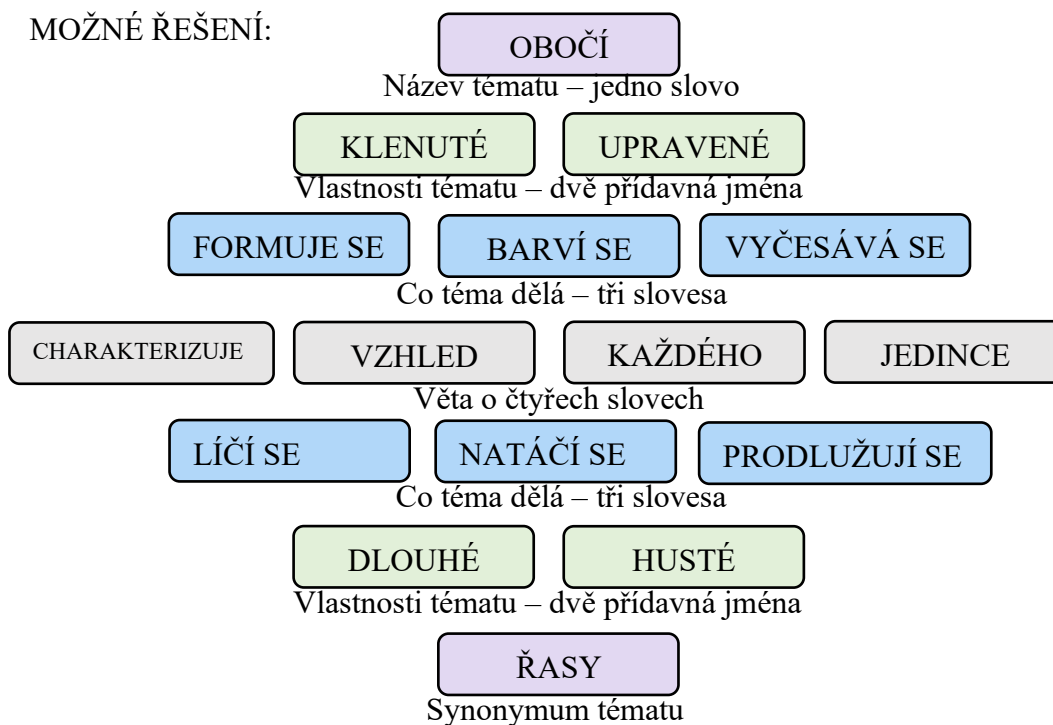 MOŽNÉ ŘEŠENÍ:
OBOČÍ
Název tématu – jedno slovo
KLENUTÉ UPRAVENÉ
Vlastnosti tématu – dvě přídavná jména
FORMUJE SE BARVÍ SE VYČESÁVÁ SE
Co téma dělá – tři slovesa
CHARAKTERIZUJE VZHLED KAŽDÉHO JEDINCE
Věta o čtyřech slovech
LÍČÍ SE NATÁČÍ SE PRODLUŽUJÍ SE
Co téma dělá – tři slovesa
DLOUHÉ HUSTÉ
Vlastnosti tématu – dvě přídavná jména
ŘASY
Synonymum tématu